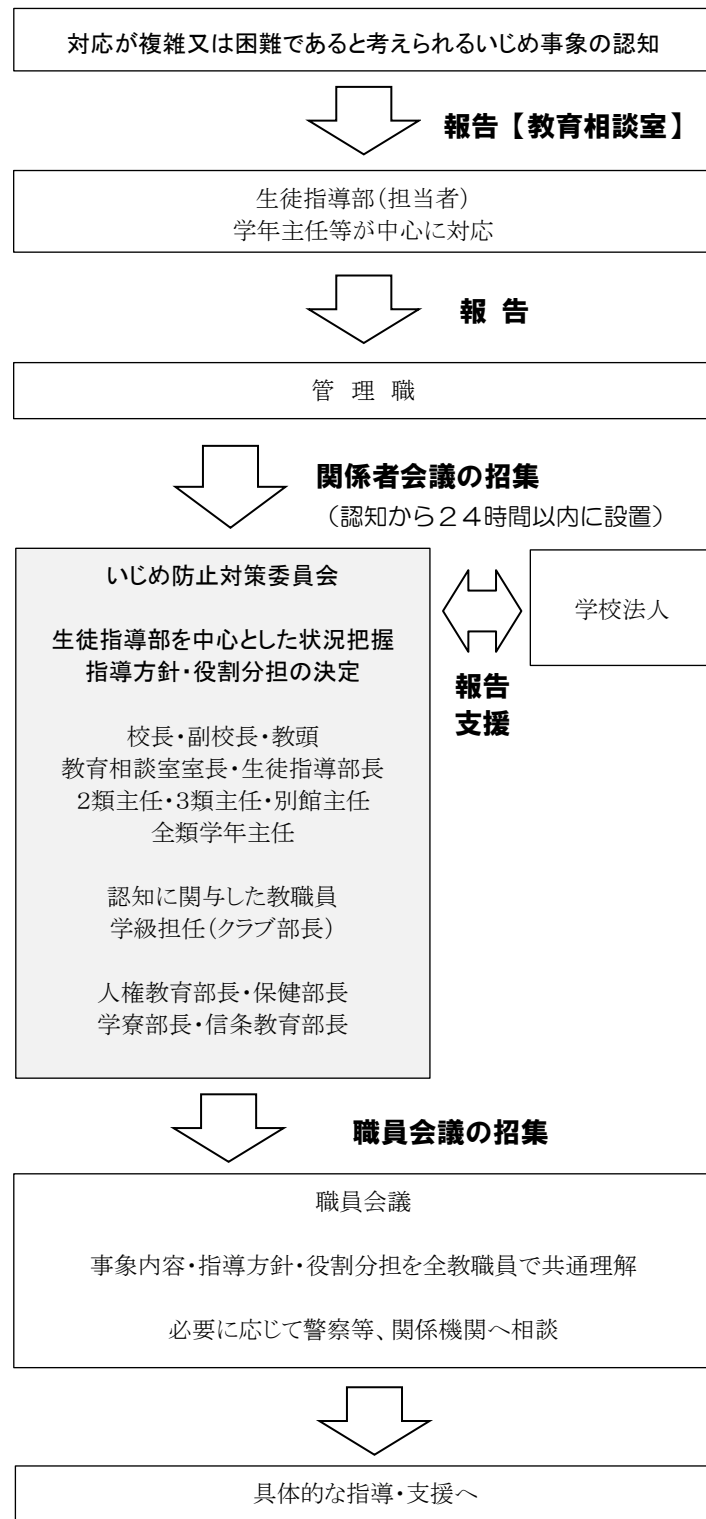 対応が複雑又は困難であると考えられるいじめ事象の認知
報告【教育相談室】
生徒指導部(担当者)
学年主任等が中心に対応
報 告
管 理 職
関係者会議の招集
(認知から24時間以内に設置)
いじめ防止対策委員会
生徒指導部を中心とした状況把握
指導方針・役割分担の決定
校長・副校長・教頭
教育相談室室長・生徒指導部長
2類主任・3類主任・別館主任
全類学年主任
認知に関与した教職員
学級担任(クラブ部長)
人権教育部長・保健部長
学寮部長・信条教育部長
学校法人
報告
支援
職員会議の招集
職員会議
事象内容・指導方針・役割分担を全教職員で共通理解
必要に応じて警察等、関係機関へ相談
具体的な指導・支援へ